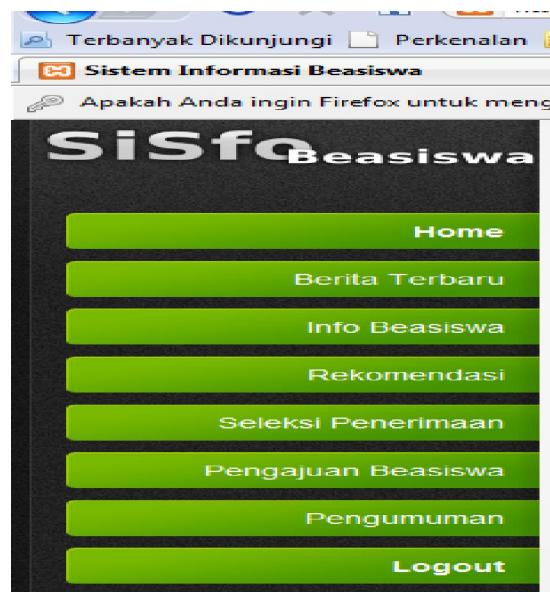 Terbanyak Dikunjungi Perkenalan
Sistem Informasi Beasiswa
Apakah Anda ingin Firefox untuk meng
SiSfo Beasiswa
Home
Berita Terbaru
Info Beasiswa
Rekomendasi
Seleksi Penerimaan
Pengajuan Beasiswa
Pengumuman
Logout